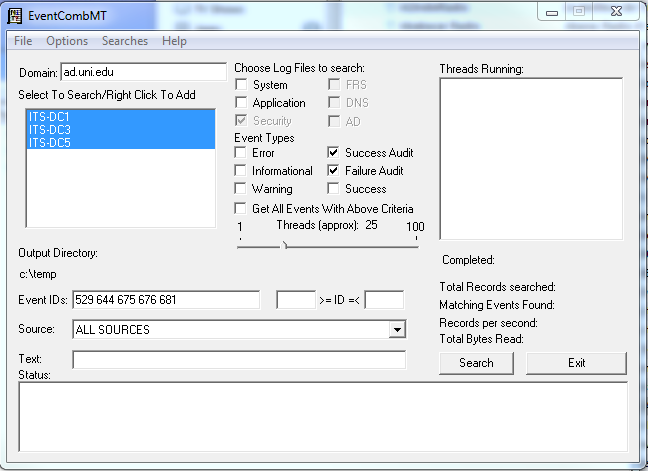 EventCombMT
File Options Searches Help
Domain: ad.uni.edu
Select To Search/Right Click To Add
ITS-DC1
ITS-DC3
ITS-DC5
Choose Log Files to search:
System FRS
Application DNS
Security AD
Event Types
Error Success Audit
Informational Failure Audit
Warning Success
Get All Events With Above Criteria
1 Threads (approx): 25 100
Threads Running:
Output Directory:
c:\temp
Completed:
Event IDs: 529 644 675 676 681 >= ID =<
Total Records searched:
Matching Events Found:
Source: ALL SOURCES
Records per second:
Total Bytes Read:
Text:
Search Exit
Status: